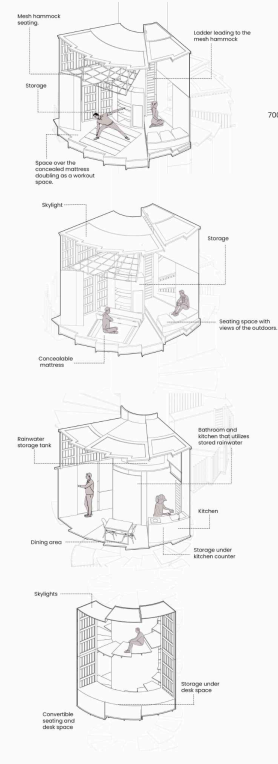 Mesh hammock
seating.
Ladder leading to the
mesh hammock
Storage
700
Space over the
concealed mattress
doubling as a workout
space.
Skylight
Storage
Seating space with
views of the outdoors.
Concealable
mattress
Rainwater
storage tank
Bathroom and
kitchen that utilizes
stored rainwater
Kitchen
Dining area
Storage under
kitchen counter
Skylights
Storage under
desk space
Convertible
seating and
desk space